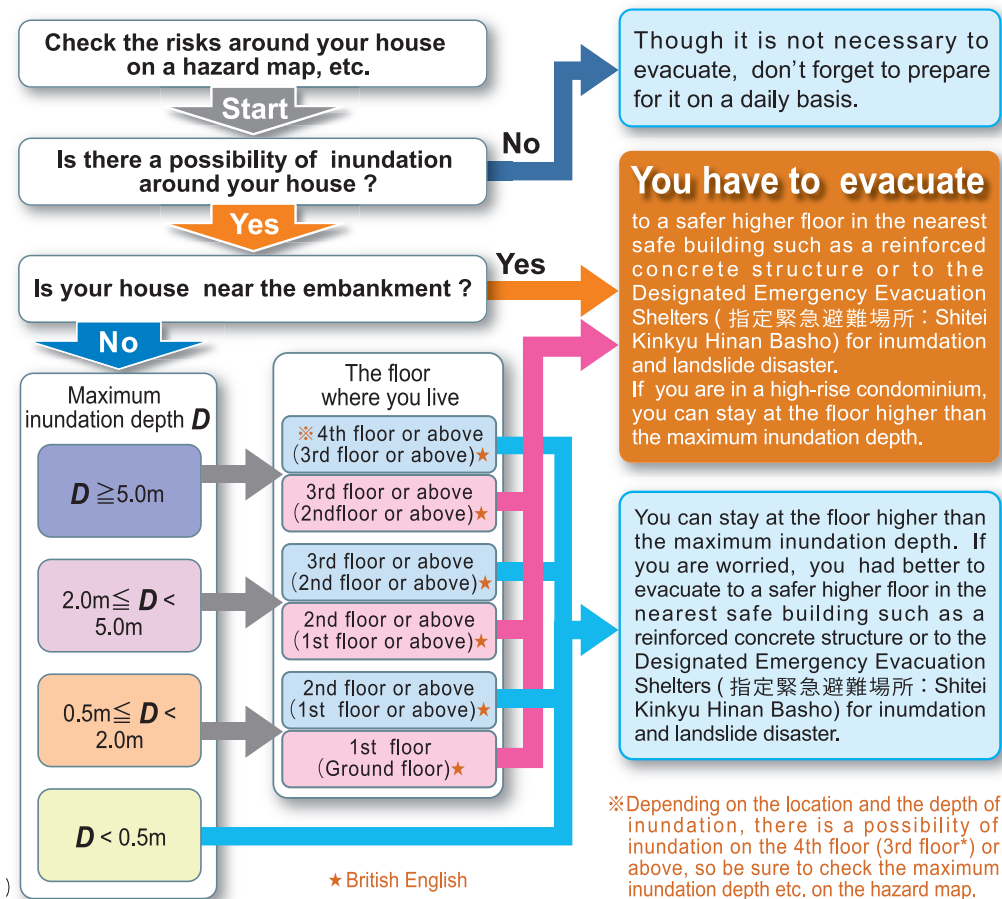 Check the risks around your house
on a hazard map, etc.
Start
Is there a possibility of inundation
around your house ?
No
Though it is not necessary to
evacuate, don't forget to prepare
for it on a daily basis.
Yes
Is your house near the embankment ?
Yes
You have to evacuate
to a safer higher floor in the nearest
safe building such as a reinforced
concrete structure or to the
Designated Emergency Evacuation
Shelters ( 指定緊急避難場所：Shitei
Kinkyu Hinan Basho) for inumdation
and landslide disaster.
If you are in a high-rise condominium,
you can stay at the floor higher than
the maximum inundation depth.
No
Maximum
inundation depth D
D ≧5.0m
2.0m≦ D <
5.0m
0.5m≦ D <
2.0m
D < 0.5m
The floor
where you live
※4th floor or above
(3rd floor or above)★
3rd floor or above
(2ndfloor or above)★
3rd floor or above
(2nd floor or above)★
2nd floor or above
(1st floor or above)★
2nd floor or above
(1st floor or above)★
1st floor
(Ground floor)★
You can stay at the floor higher than
the maximum inundation depth. If
you are worried, you had better to
evacuate to a safer higher floor in the
nearest safe building such as a
reinforced concrete structure or to the
Designated Emergency Evacuation
Shelters ( 指定緊急避難場所：Shitei
Kinkyu Hinan Basho) for inumdation
and landslide disaster.
※Depending on the location and the depth of
inundation, there is a possibility of
inundation on the 4th floor (3rd floor*) or
above, so be sure to check the maximum
inundation depth etc. on the hazard map.
★British English
)